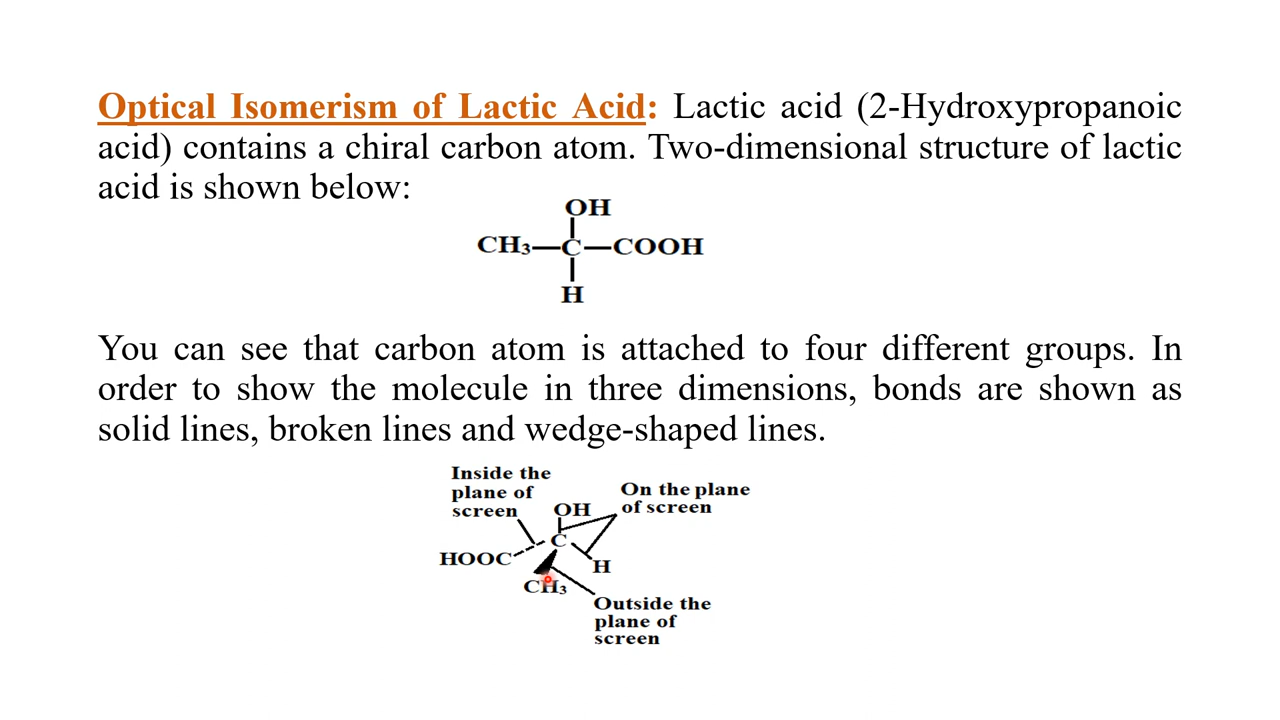 Optical Isomerism of Lactic Acid: Lactic acid (2-Hydroxypropanoic
acid) contains a chiral carbon atom. Two-dimensional structure of lactic
acid is shown below:
OH
CH₃—C—COOH
H
You can see that carbon atom is attached to four different groups. In
order to show the molecule in three dimensions, bonds are shown as
solid lines, broken lines and wedge-shaped lines.
Inside the
plane of
screen
On the plane
of screen
OH
C
HOOC
H
CH₃
Outside the
plane of
screen